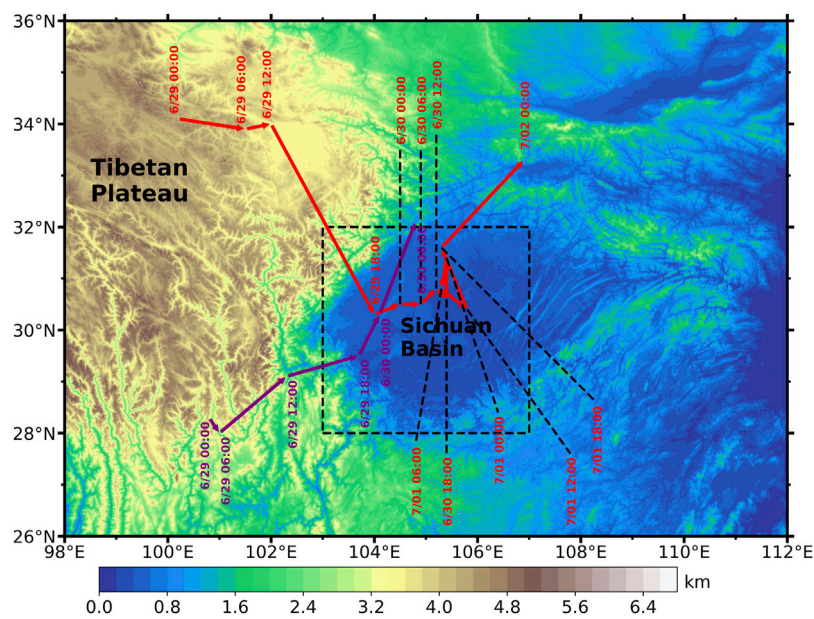 36°N
34°N
32°N
30°N
28°N
26°N
98°E
100°E
102°E
104°E
106°E
108°E
110°E
112°E
Tibetan
Plateau
Sichuan
Basin
6/29 00:00
6/29 06:00
6/29 12:00
6/29 18:00
6/30 00:00
6/30 06:00
6/30 12:00
7/02 00:00
6/29 00:00
6/29 06:00
6/29 12:00
6/29 18:00
6/30 00:00
6/30 06:00
7/01 06:00
6/30 18:00
7/01 00:00
7/01 12:00
7/01 18:00
0.0
0.8
1.6
2.4
3.2
4.0
4.8
5.6
6.4
km